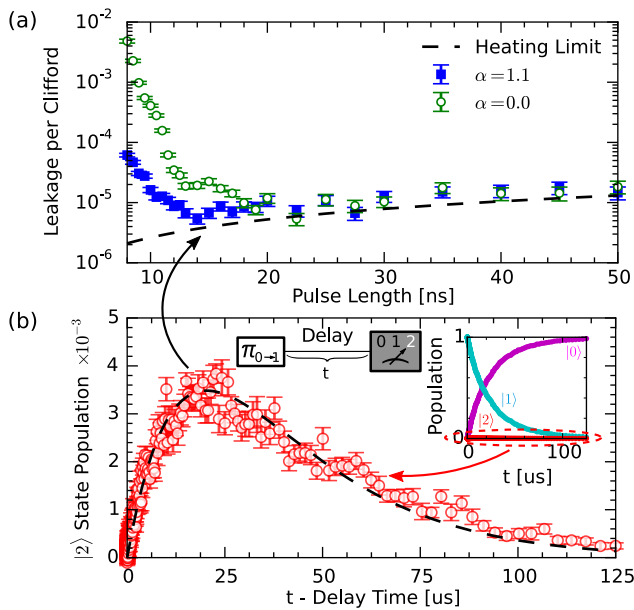 (a)
Leakage per Clifford
10⁻²
10⁻³
10⁻⁴
10⁻⁵
10⁻⁶
Heating Limit
α=1.1
α=0.0
10 20 30 40 50
Pulse Length [ns]
(b)
|2⟩ State Population ×10⁻³
5
4
3
2
1
0
π0→1
Delay
t
0 1 2
Population
1
0
|0⟩
|1⟩
|2⟩
0 100
t [us]
0 25 50 75 100 125
t - Delay Time [us]